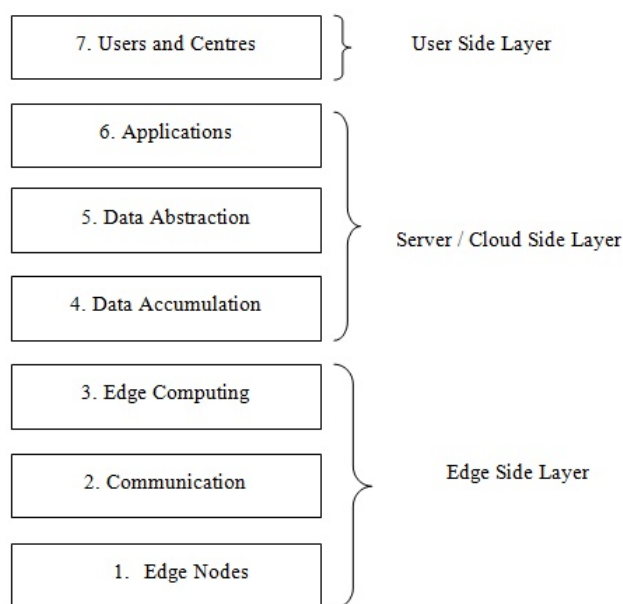 7. Users and Centres
User Side Layer
6. Applications
5. Data Abstraction
Server / Cloud Side Layer
4. Data Accumulation
3. Edge Computing
2. Communication
Edge Side Layer
1. Edge Nodes